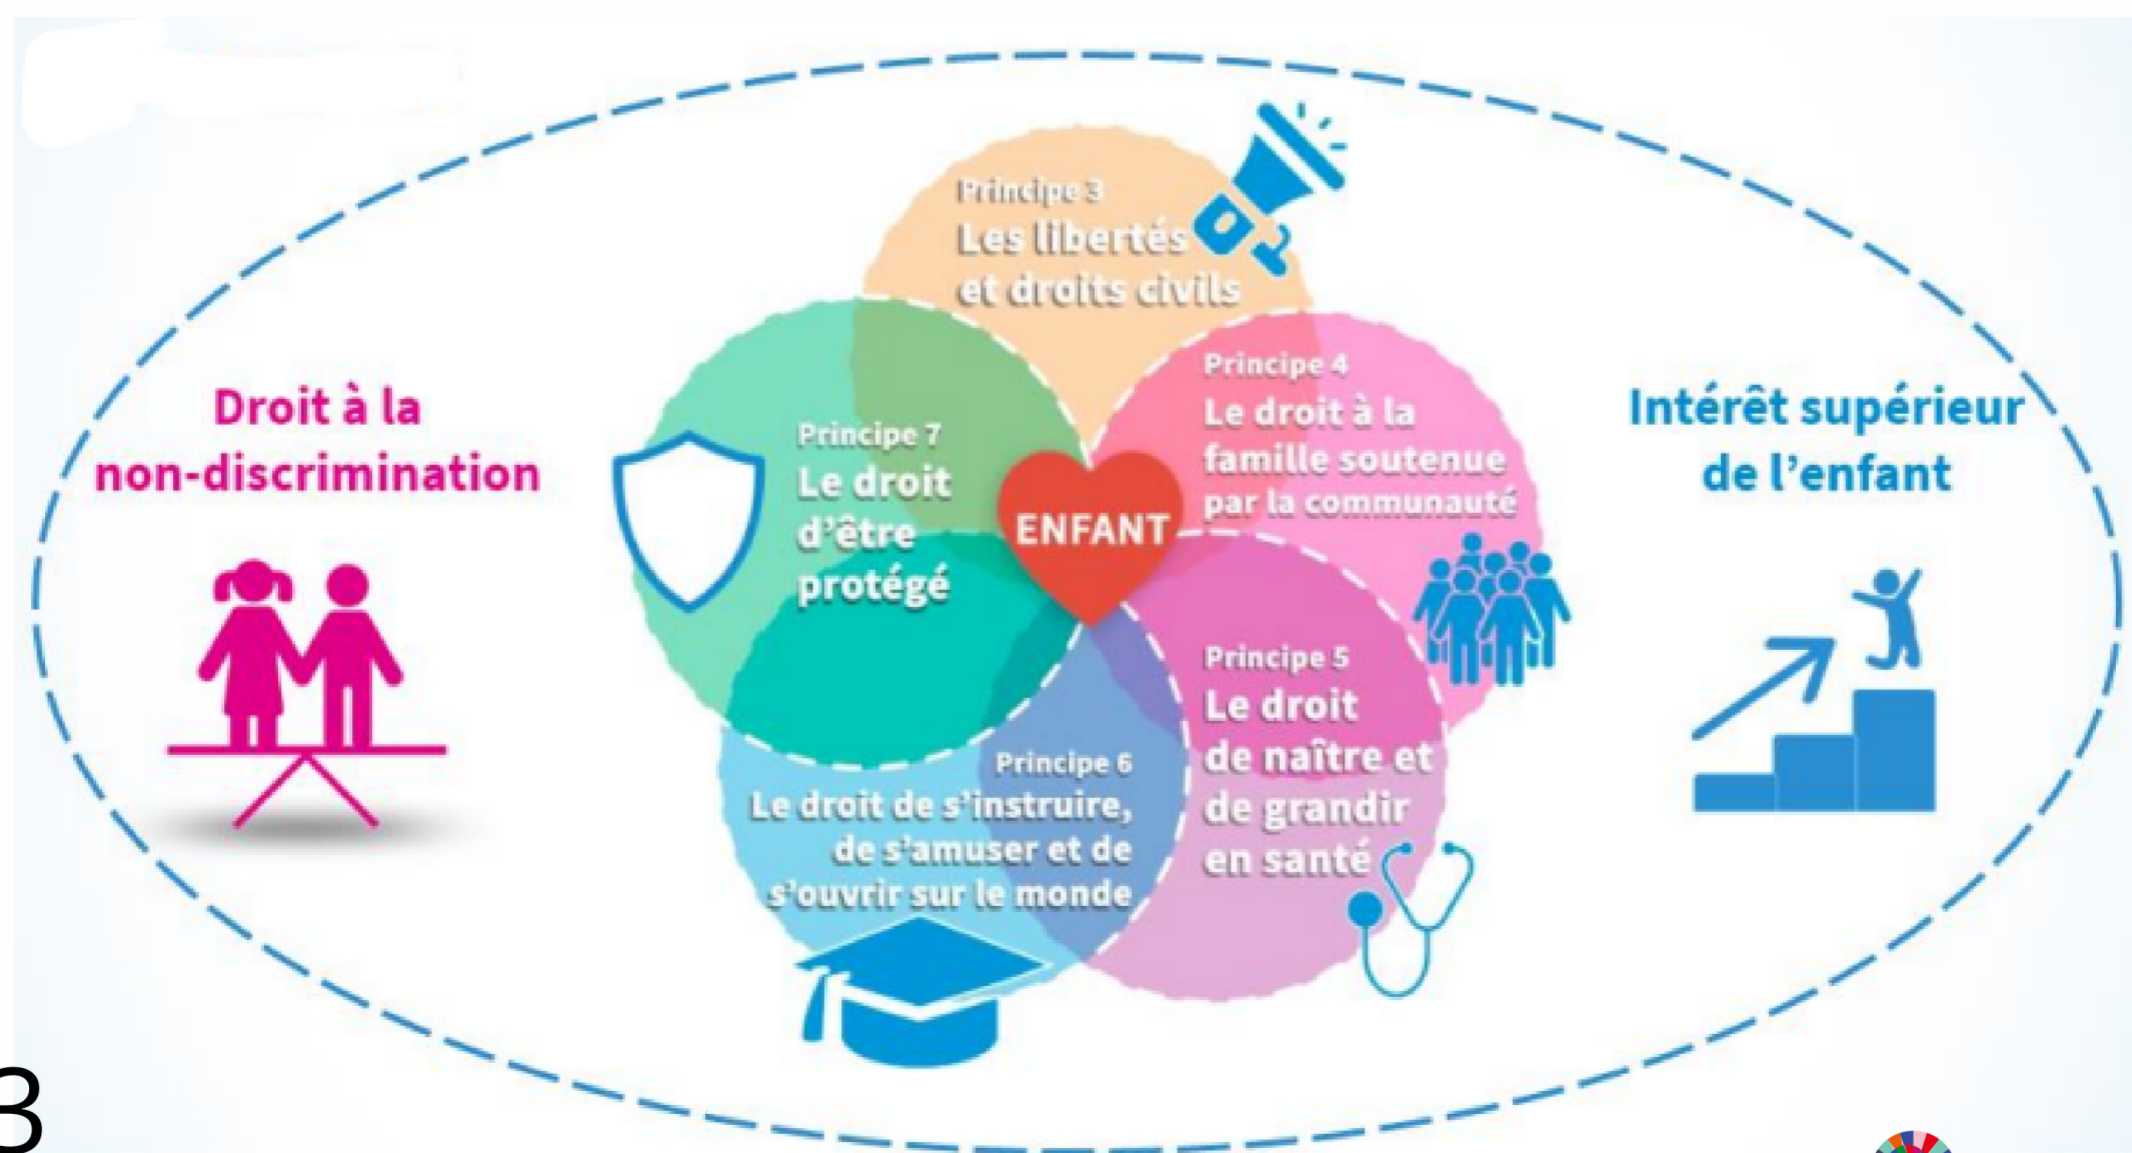 Principe 3
Les libertés
et droits civils
Principe 4
Le droit à la
famille soutenue
par la communauté
Droit à la
non-discrimination
Intérêt supérieur
de l'enfant
Principe 7
Le droit
d'être
protégé
ENFANT
Principe 5
Le droit
de naître et
de grandir
en santé
Principe 6
Le droit de s'instruire,
de s'amuser et de
s'ouvrir sur le monde
3